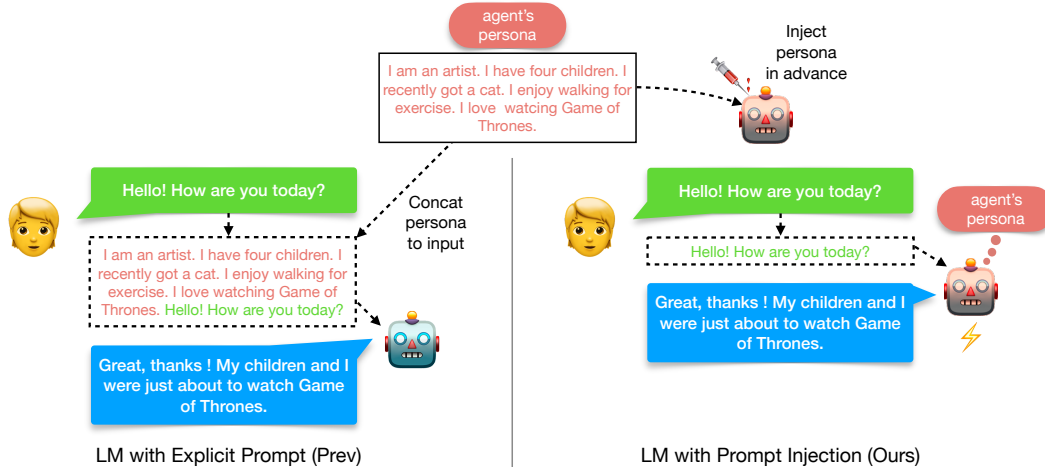 agent's
persona
I am an artist. I have four children. I
recently got a cat. I enjoy walking for
exercise. I love watcing Game of
Thrones.
Inject
persona
in advance
Hello! How are you today?
Concat
persona
to input
I am an artist. I have four children. I
recently got a cat. I enjoy walking for
exercise. I love watching Game of
Thrones. Hello! How are you today?
Great, thanks ! My children and I
were just about to watch Game
of Thrones.
LM with Explicit Prompt (Prev)
Hello! How are you today?
agent's
persona
Hello! How are you today?
Great, thanks ! My children and I
were just about to watch Game
of Thrones.
LM with Prompt Injection (Ours)